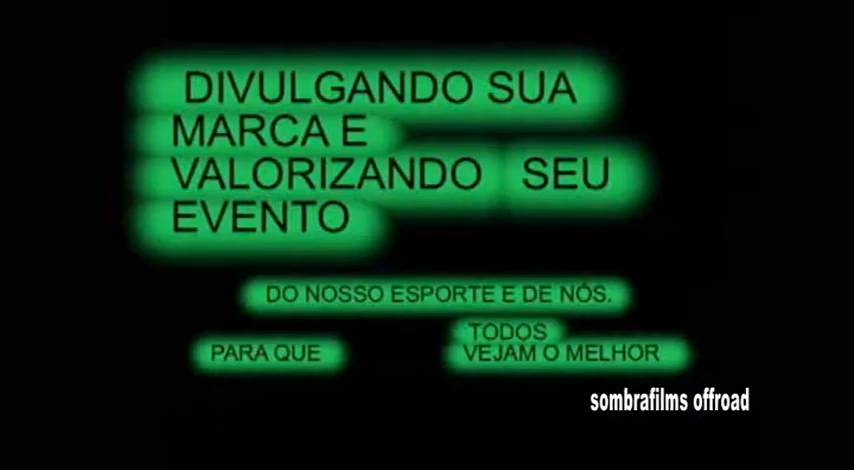 DIVULGANDO SUA
MARCA E
VALORIZANDO SEU
EVENTO
DO NOSSO ESPORTE E DE NÓS.
TODOS
PARA QUE VEJAM O MELHOR
sombrafilms offroad